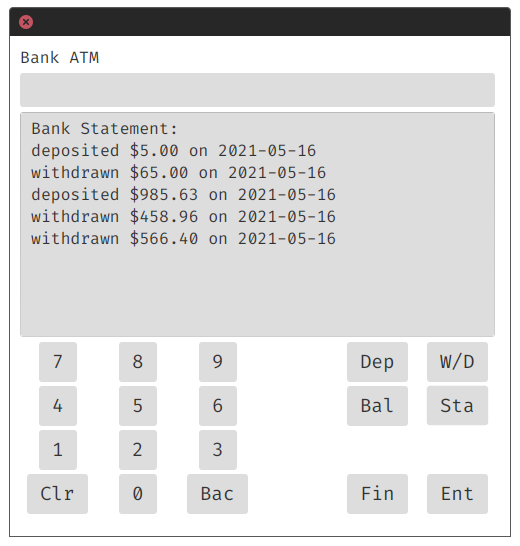 Bank ATM
Bank Statement:
deposited $5.00 on 2021-05-16
withdrawn $65.00 on 2021-05-16
deposited $985.63 on 2021-05-16
withdrawn $458.96 on 2021-05-16
withdrawn $566.40 on 2021-05-16
7 8 9 Dep W/D
4 5 6 Bal Sta
1 2 3
Clr 0 Bac Fin Ent